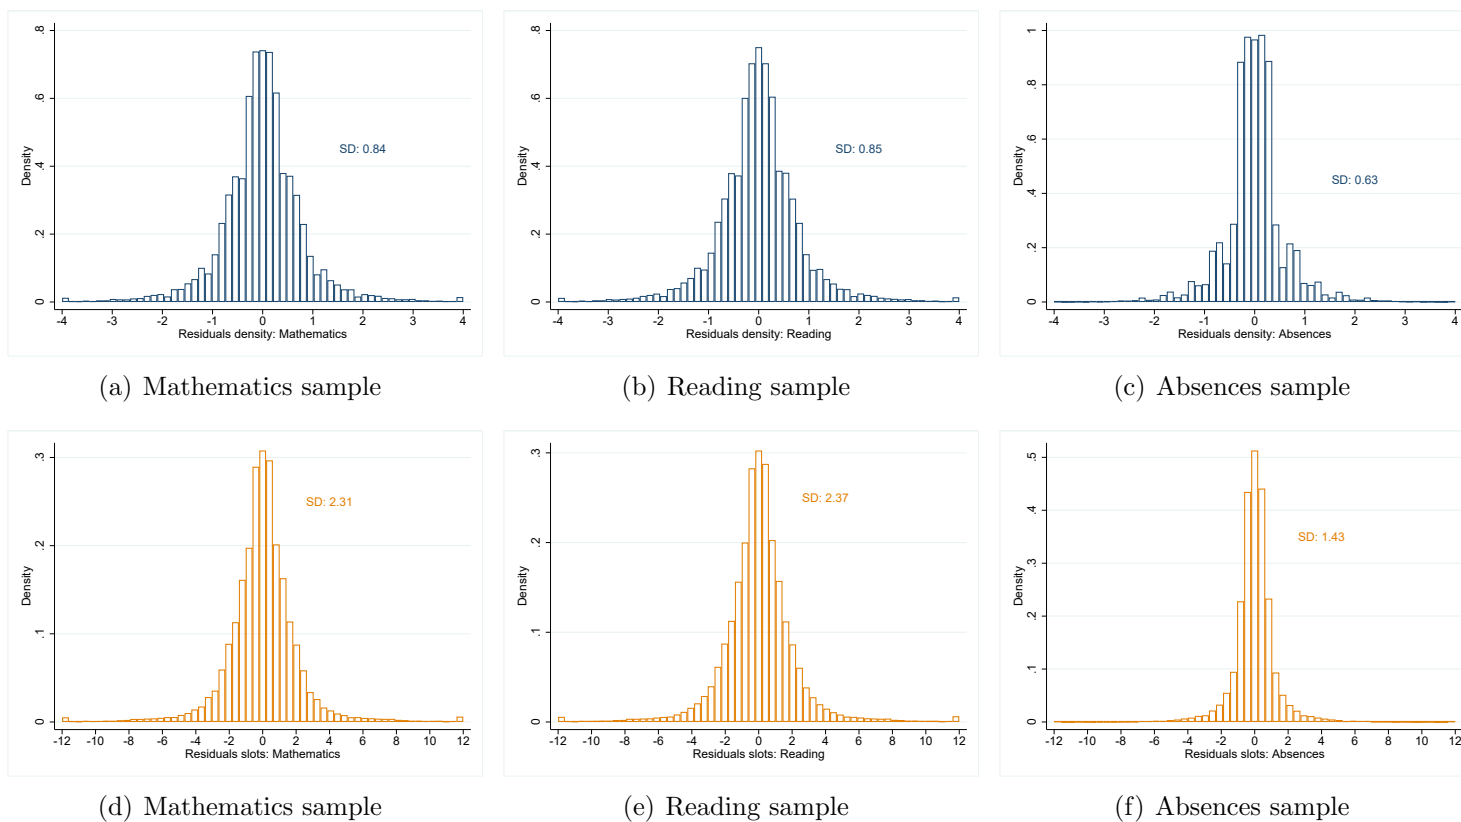 .8
.6
.4
.2
0
Density
SD: 0.84
-4 -3 -2 -1 0 1 2 3 4
Residuals density: Mathematics
(a) Mathematics sample
.8
.6
.4
.2
0
Density
SD: 0.85
-4 -3 -2 -1 0 1 2 3 4
Residuals density: Reading
(b) Reading sample
1
.8
.6
.4
.2
0
Density
SD: 0.63
-4 -3 -2 -1 0 1 2 3 4
Residuals density: Absences
(c) Absences sample
.3
.2
.1
0
Density
SD: 2.31
-12 -10 -8 -6 -4 -2 0 2 4 6 8 10 12
Residuals slots: Mathematics
(d) Mathematics sample
.3
.2
.1
0
Density
SD: 2.37
-12 -10 -8 -6 -4 -2 0 2 4 6 8 10 12
Residuals slots: Reading
(e) Reading sample
.5
.4
.3
.2
.1
0
Density
SD: 1.43
-12 -10 -8 -6 -4 -2 0 2 4 6 8 10 12
Residuals slots: Absences
(f) Absences sample